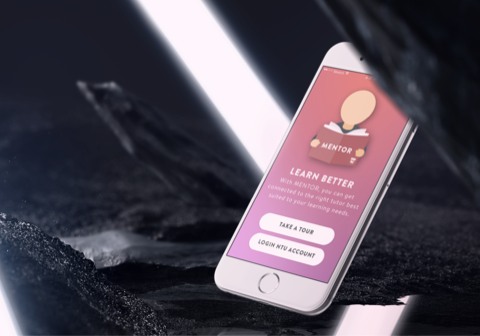 MENTOR
LEARN BETTER
With MENTOR, you can get
connected to the right tutor best
suited to your learning needs.
TAKE A TOUR
LOGIN NTU ACCOUNT